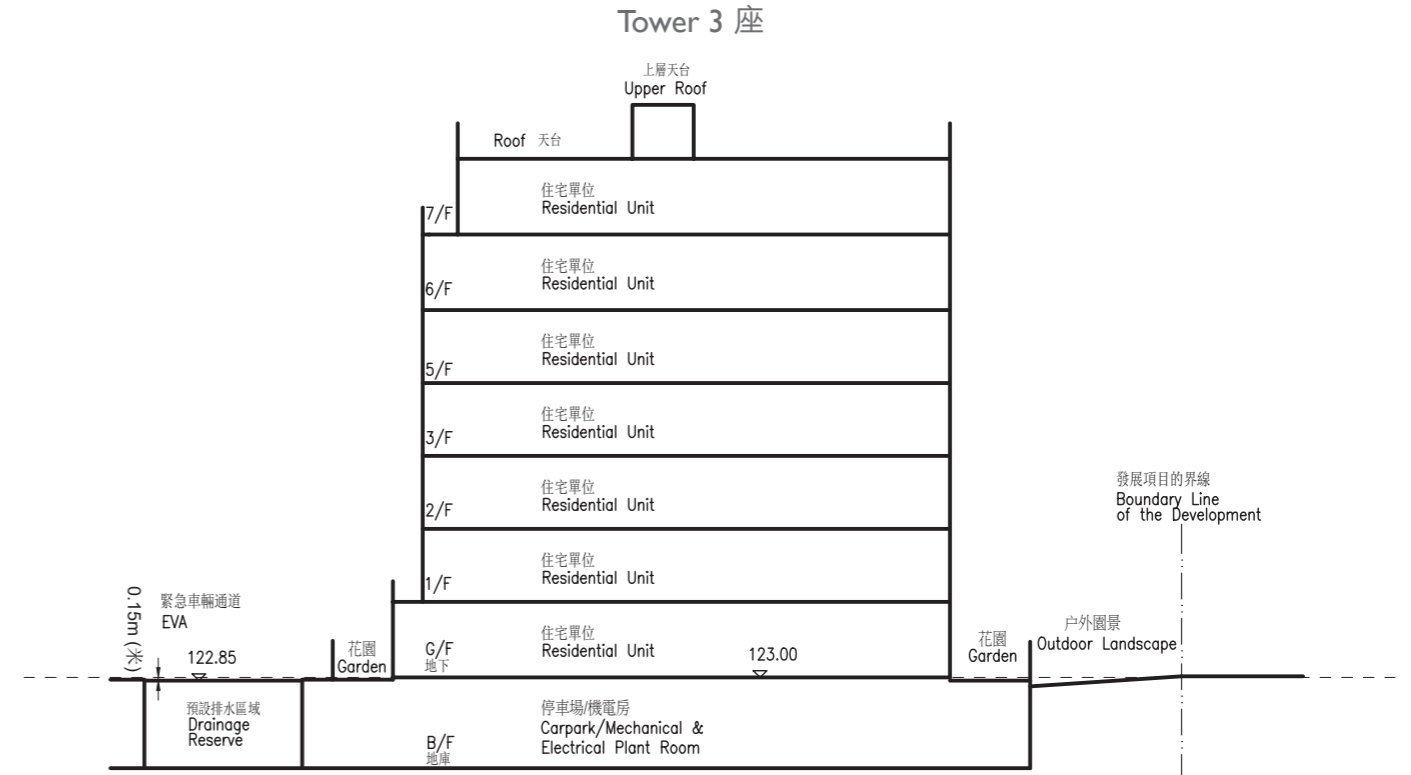 Tower 3 座
上層天台
Upper Roof
Roof 天台
住宅單位
7/F Residential Unit
住宅單位
6/F Residential Unit
住宅單位
5/F Residential Unit
住宅單位
3/F Residential Unit
住宅單位
2/F Residential Unit
住宅單位
1/F Residential Unit
發展項目的界線
Boundary Line
of the Development
0.15m (米)
緊急車輛通道
EVA
122.85
花園
Garden
G/F
地下
住宅單位
Residential Unit
123.00
花園
Garden
户外園景
Outdoor Landscape
預設排水區域
Drainage
Reserve
B/F
地庫
停車場/機電房
Carpark/Mechanical &
Electrical Plant Room